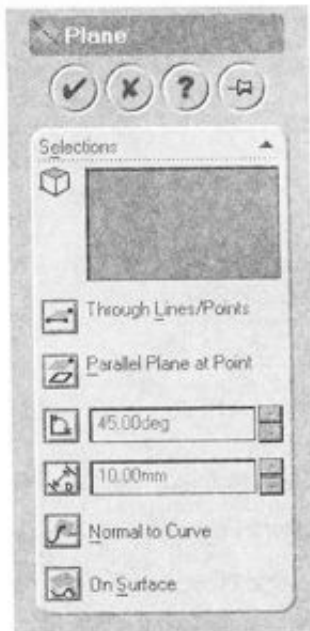 Plane
?
Selections
Through Lines/Points
Parallel Plane at Point
45.00deg
10.00mm
Normal to Curve
On Surface